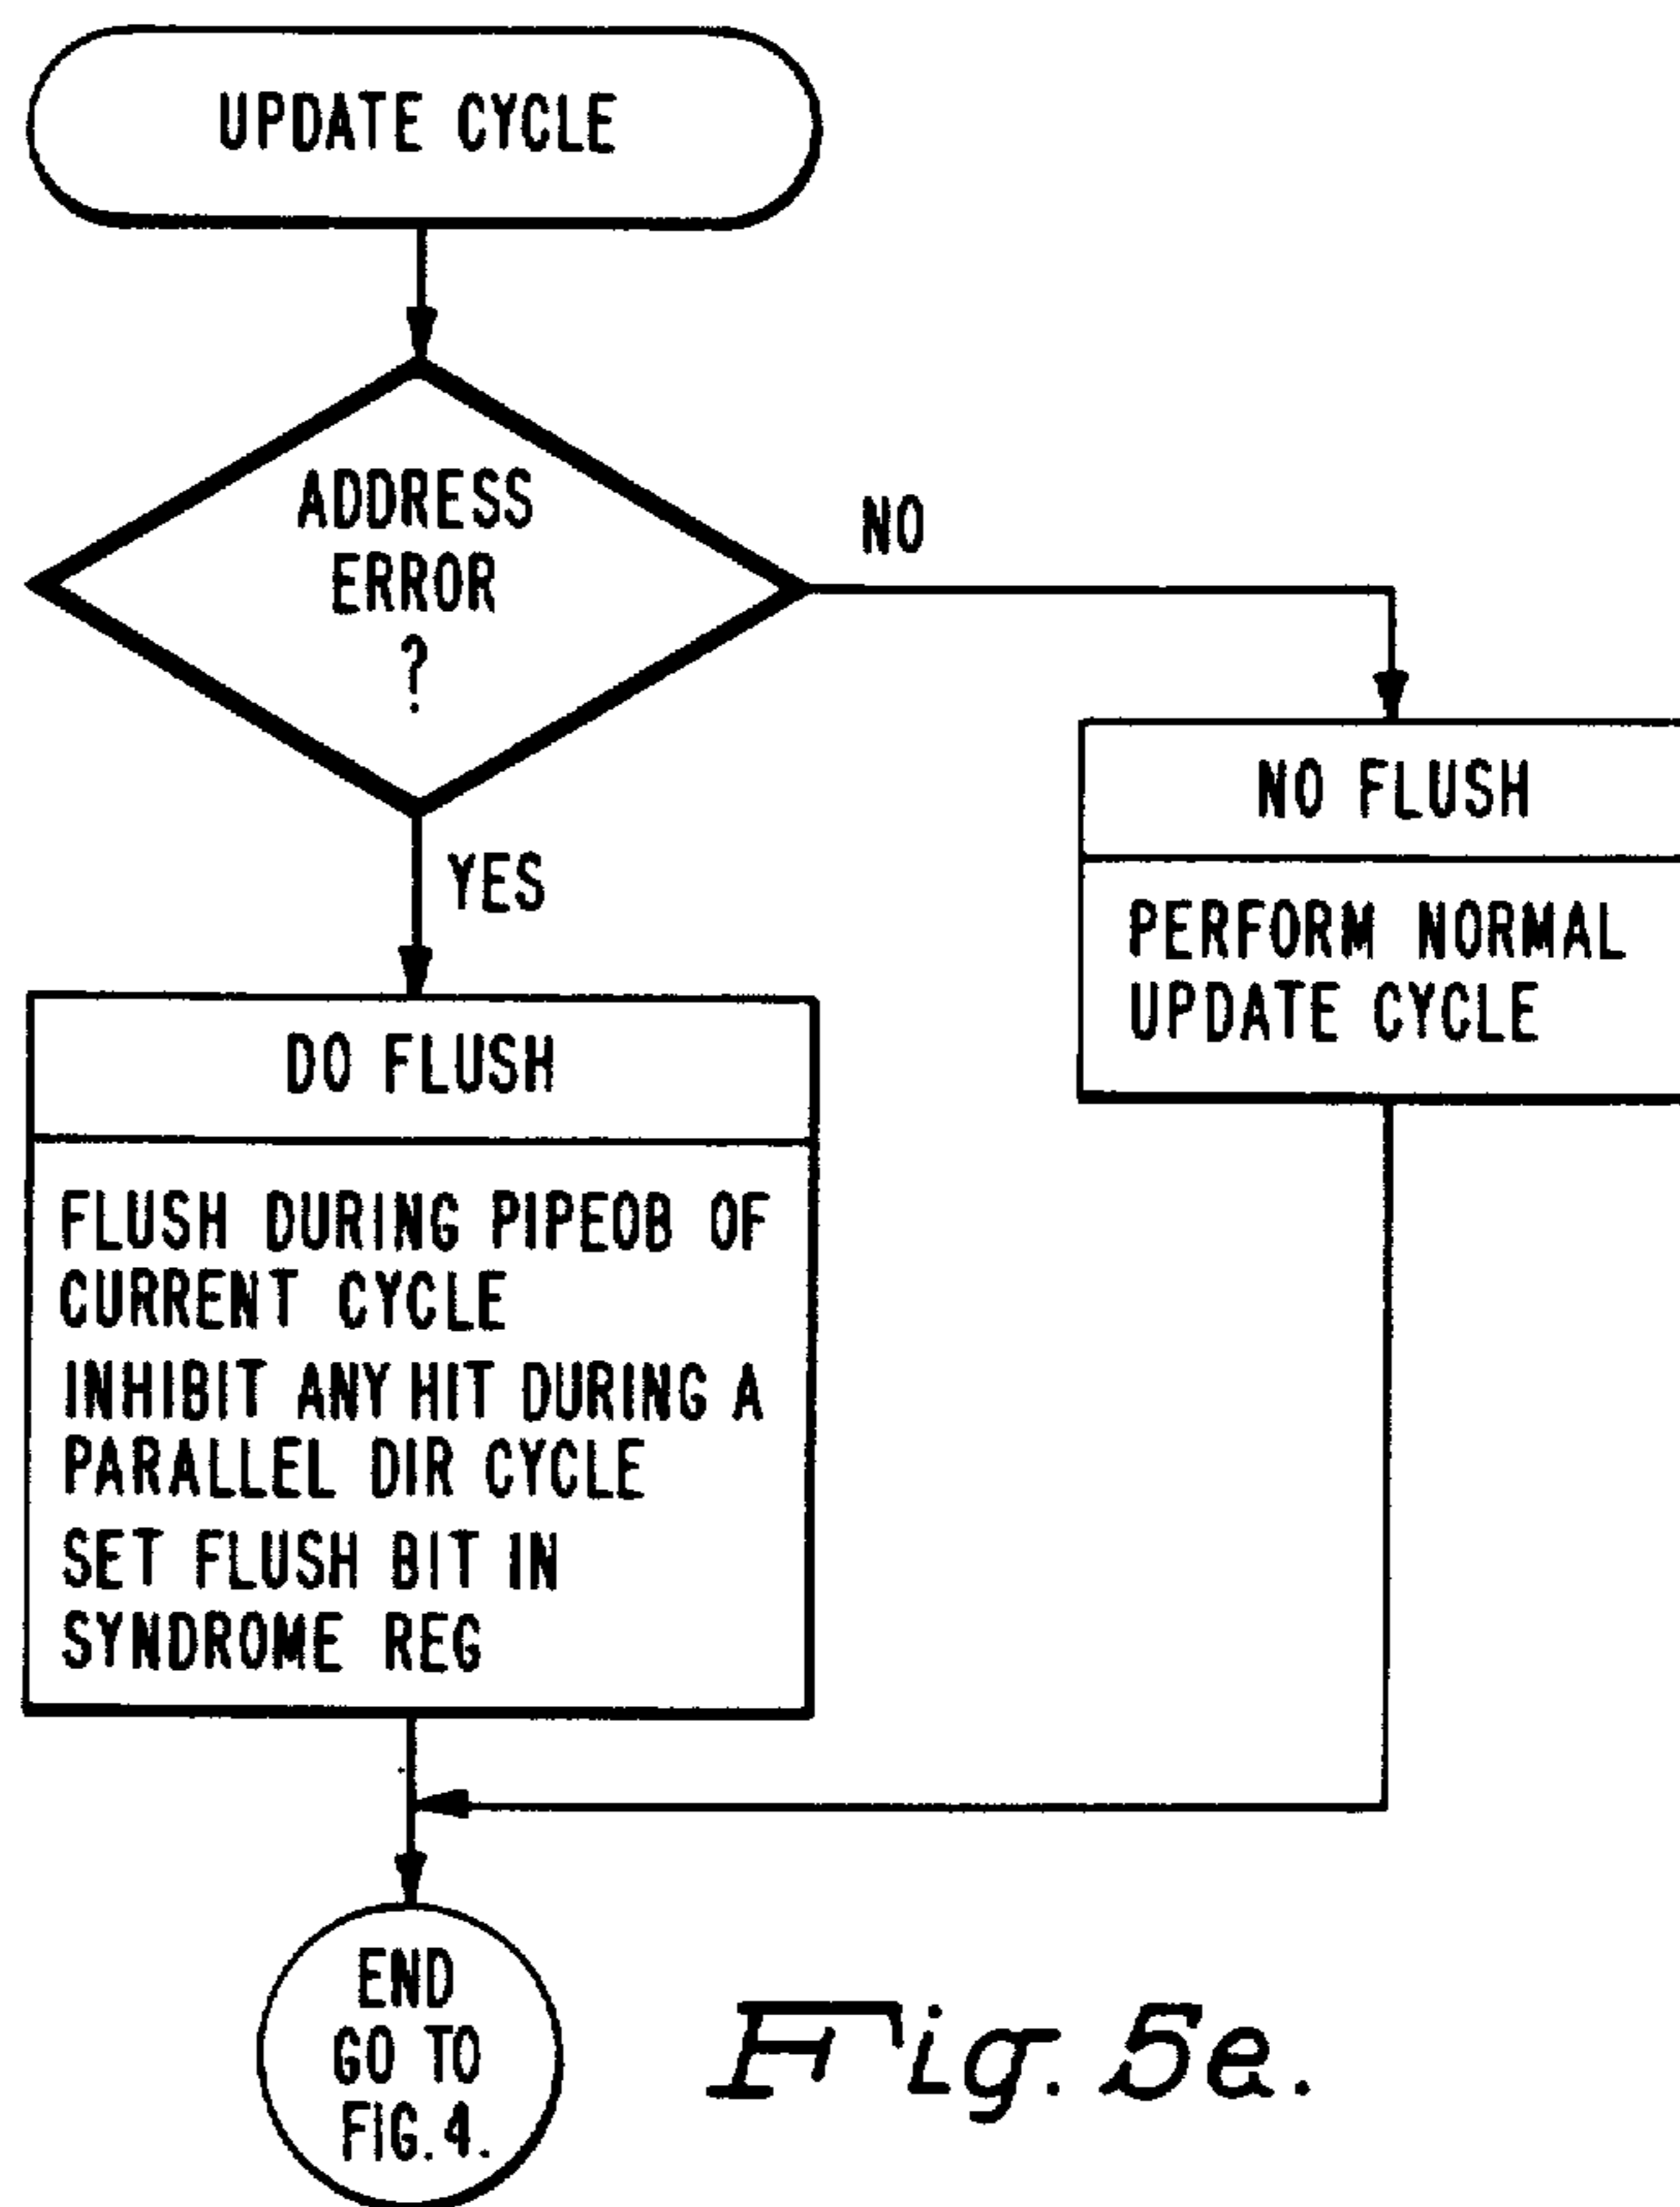 UPDATE CYCLE
ADDRESS
ERROR
?
NO
YES
NO FLUSH
PERFORM NORMAL
UPDATE CYCLE
DO FLUSH
FLUSH DURING PIPEOB OF
CURRENT CYCLE
INHIBIT ANY HIT DURING A
PARALLEL DIR CYCLE
SET FLUSH BIT IN
SYNDROME REG
END
GO TO
FIG. 4.
Fig. 5e.